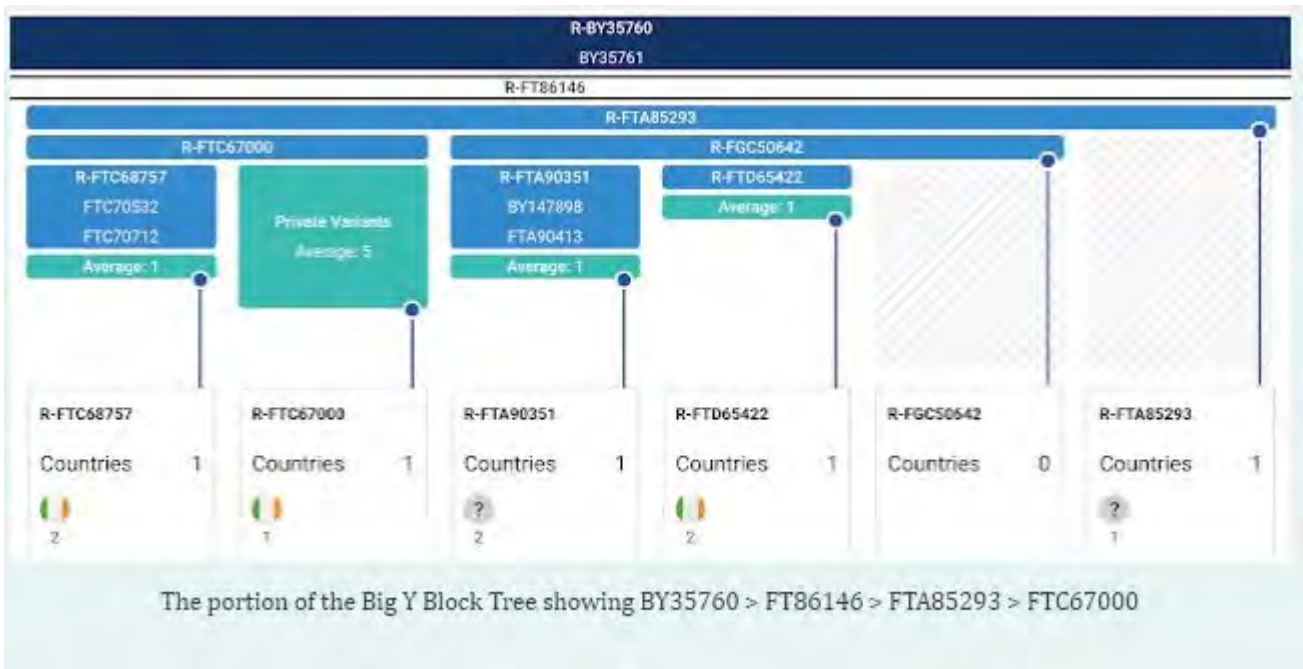 R-BY35760
BY35761
R-FT86146
R-FTA85293
R-FTC67000
R-FGC50642
R-FTC68757
FTC70532
FTC70712
Average: 1
Private Variants
Average: 5
R-FTA90351
BY147898
FTA90413
Average: 1
R-FTD65422
Average: 1
R-FTC68757
Countries 1
2
R-FTC67000
Countries 1
1
R-FTA90351
Countries 1
?
2
R-FTD65422
Countries 1
2
R-FGC50642
Countries 0
R-FTA85293
Countries 1
?
1
The portion of the Big Y Block Tree showing BY35760 > FT86146 > FTA85293 > FTC67000